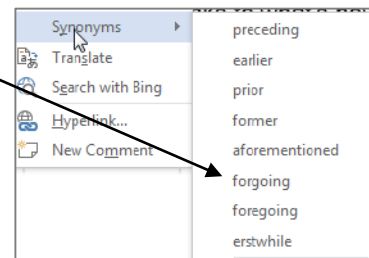 Synonyms
Translate
Search with Bing
Hyperlink...
New Comment
preceding
earlier
prior
former
aforementioned
forgoing
foregoing
erstwhile